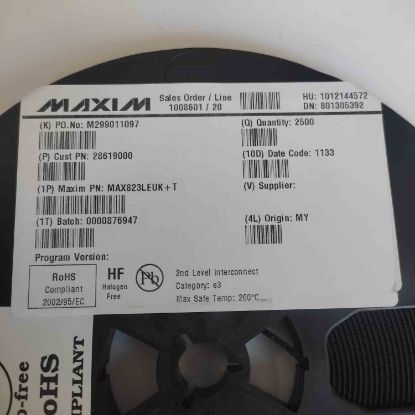 MAXIM
Sales Order / Line
1008601 / 20
HU: 1012144572
DN: 801305392
(K) PO.No: M299011097
(Q) Quantity: 2500
(P) Cust PN: 28619000
(10D) Date Code: 1133
(1P) Maxim PN: MAX823LEUK+T
(V) Supplier:
(1T) Batch: 0000876947
(4L) Origin: MY
Program Version:
RoHS
Compliant
2002/95/EC
HF
Halogen
Free
Pb
2nd Level Interconnect
Category: e3
Max Safe Temp: 260°C
-free
RoHS
COMPLIANT